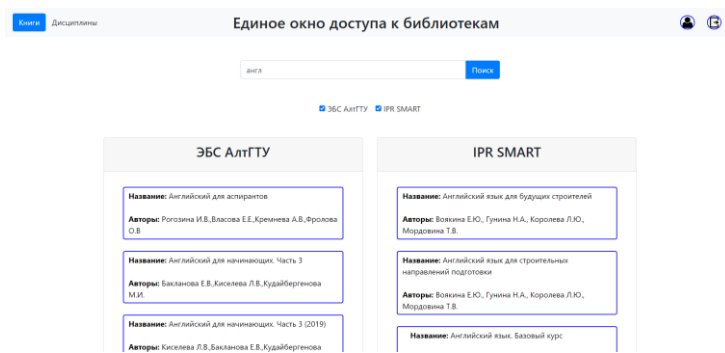 Книги Дисциплины
Единое окно доступа к библиотекам
англ
Поиск
ЭБС АлтГТУ IPR SMART
ЭБС АлтГТУ
Название: Английский для аспирантов
Авторы: Рогозина И.В.,Власова Е.Е.,Кремнева А.В.,Фролова
О.В
Название: Английский для начинающих. Часть 3
Авторы: Бакланова Е.В.,Киселева Л.В.,Кудайбергенова
М.И.
Название: Английский для начинающих. Часть 3 (2019)
Авторы: Киселева Л.В.,Бакланова Е.В.,Кудайбергенова
IPR SMART
Название: Английский язык для будущих строителей
Авторы: Воякина Е.Ю., Гунина Н.А., Королева Л.Ю.,
Мордовина Т.В.
Название: Английский язык для строительных
направлений подготовки
Авторы: Воякина Е.Ю., Гунина Н.А., Королева Л.Ю.,
Мордовина Т.В.
Название: Английский язык. Базовый курс